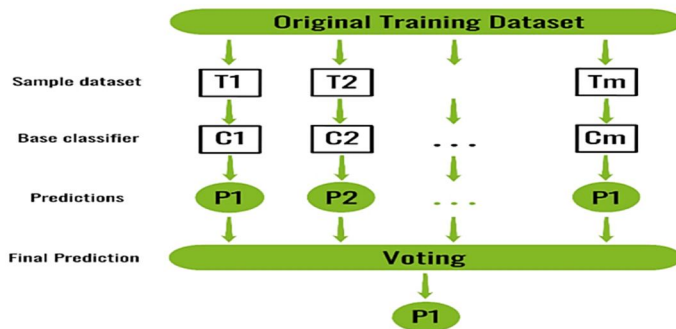 Original Training Dataset
Sample dataset T1 T2 Tm
Base classifier C1 C2 ... Cm
Predictions P1 P2 ... P1
Final Prediction Voting
P1